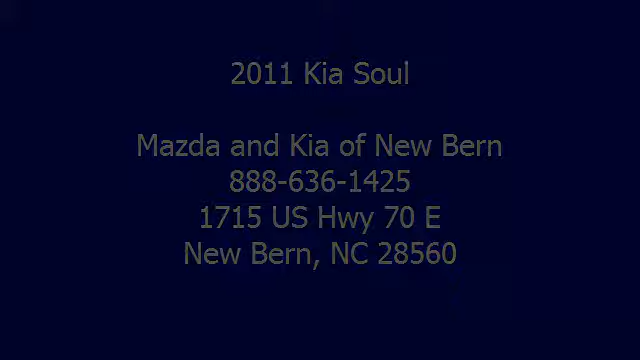 2011 Kia Soul
Mazda and Kia of New Bern
888-636-1425
1715 US Hwy 70 E
New Bern, NC 28560